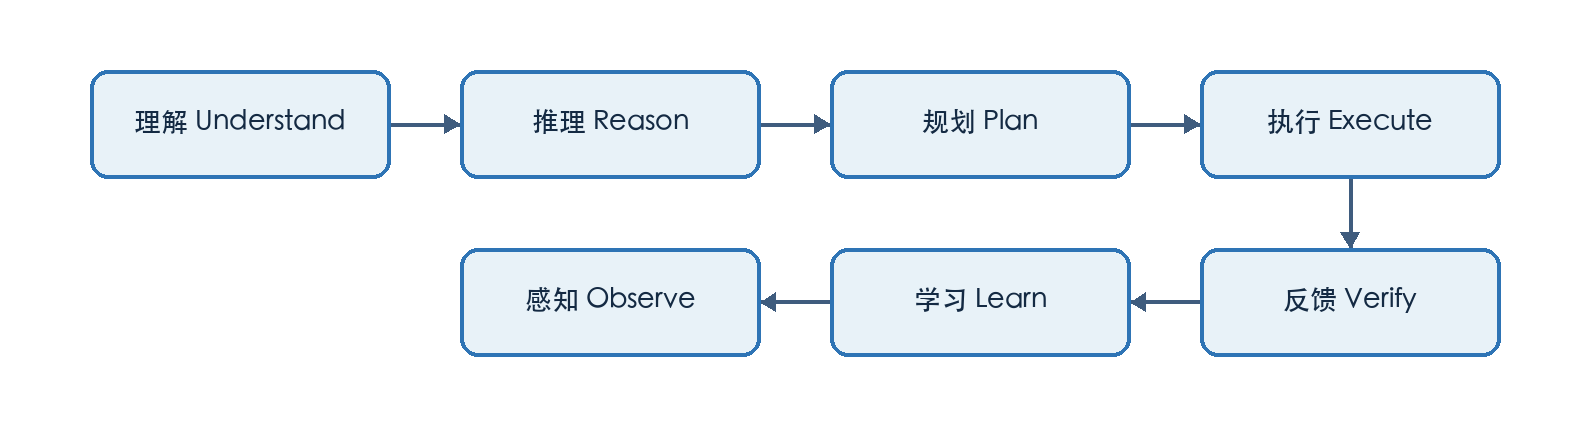 理解 Understand
推理 Reason
规划 Plan
执行 Execute
感知 Observe
学习 Learn
反馈 Verify